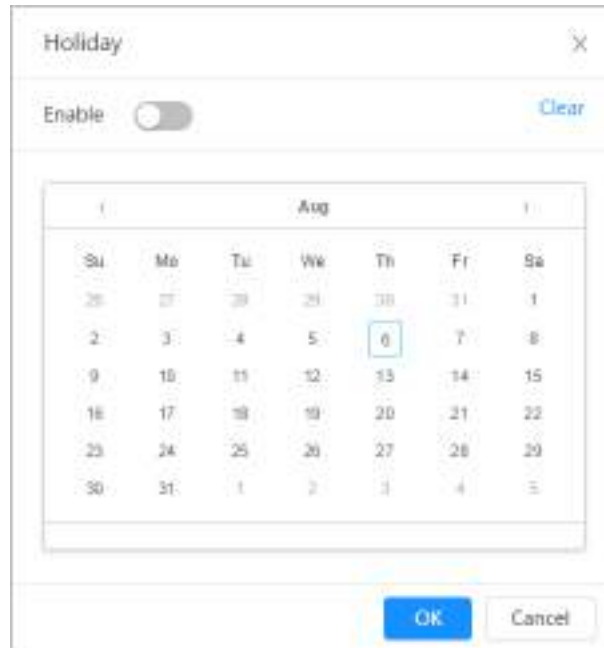 Holiday
Enable
Clear
Aug
Su Mo Tu We Th Fr Sa
26 27 28 29 30 31 1
2 3 4 5 6 7 8
9 10 11 12 13 14 15
16 17 18 19 20 21 22
23 24 25 26 27 28 29
30 31 1 2 3 4 5
OK Cancel